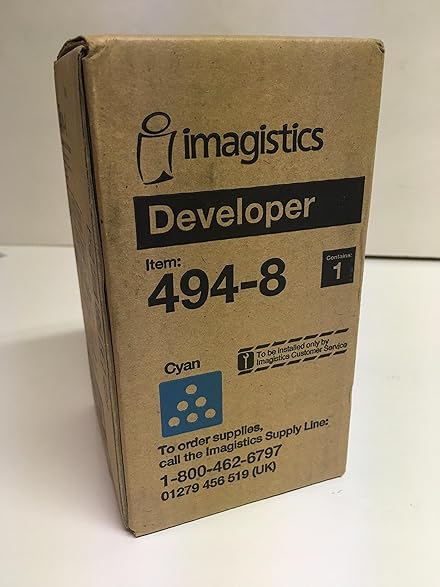 imagistics
Developer
Item:
494-8
Contains:
1
To be installed only by
Imagistics Customer Service
Cyan
To order supplies,
call the Imagistics Supply Line:
1-800-462-6797
01279 456 519 (UK)